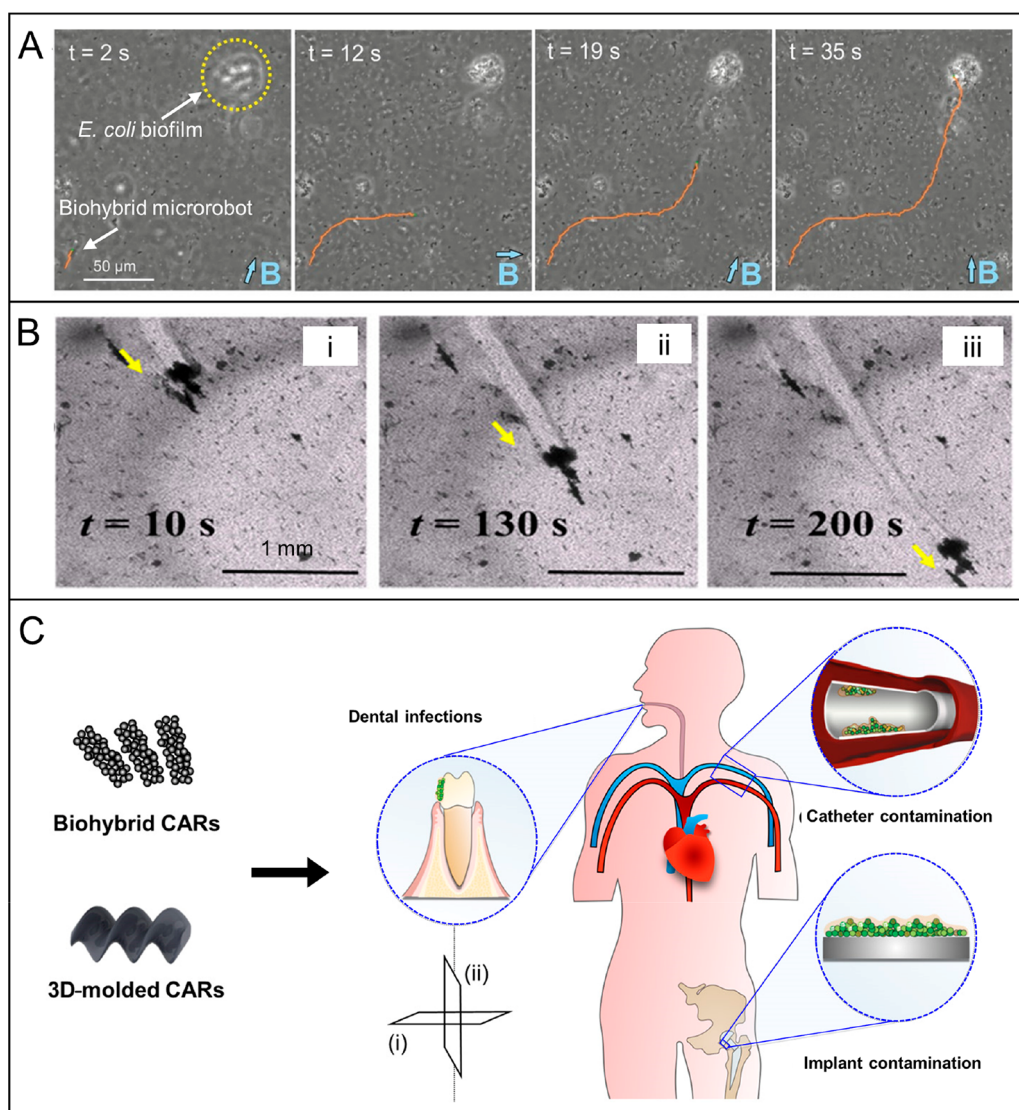 A
t = 2 s
t = 12 s
t = 19 s
t = 35 s
E. coli biofilm
Biohybrid microrobot
50 µm
B
B
B
B
B
i
ii
iii
t = 10 s
t = 130 s
t = 200 s
1 mm
C
Dental infections
Biohybrid CARs
( Catheter contamination
3D-molded CARs
(ii)
(i)
Implant contamination